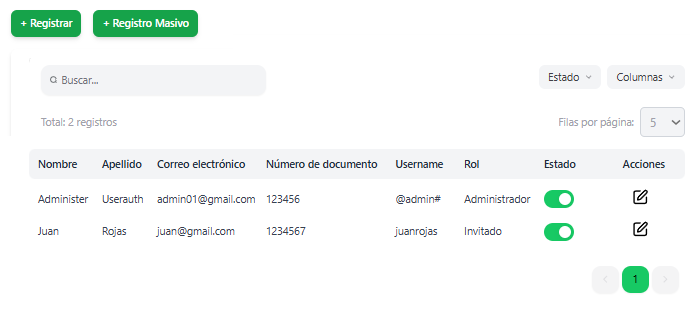 + Registrar + Registro Masivo
Buscar... Estado Columnas
Total: 2 registros Filas por página: 5
Nombre Apellido Correo electrónico Número de documento Username Rol Estado Acciones
Administer Userauth admin01@gmail.com 123456 @admin# Administrador
Juan Rojas juan@gmail.com 1234567 juanrojas Invitado
1